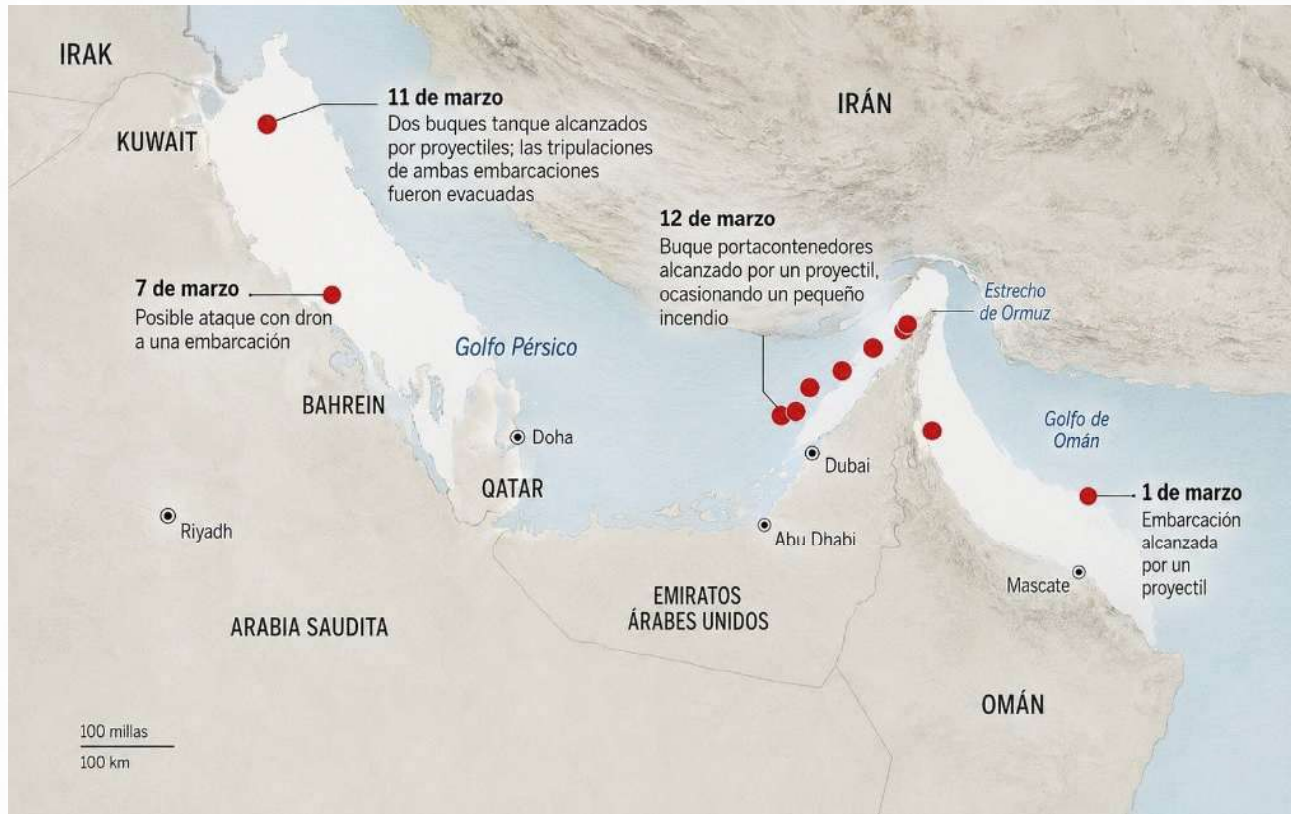 IRAK
11 de marzo
Dos buques tanque alcanzados
por proyectiles; las tripulaciones
de ambas embarcaciones
fueron evacuadas
KUWAIT
IRÁN
12 de marzo
Buque portacontenedores
alcanzado por un proyectil,
ocasionando un pequeño
incendio
7 de marzo
Posible ataque con dron
a una embarcación
Estrecho
de Ormuz
Golfo Pérsico
BAHREIN
Golfo de
Omán
Doha
Dubai
QATAR
1 de marzo
Embarcación
alcanzada
por un
proyectil
Riyadh
Abu Dhabi
Mascate
EMIRATOS
ÁRABES UNIDOS
ARABIA SAUDITA
OMÁN
100 millas
100 km